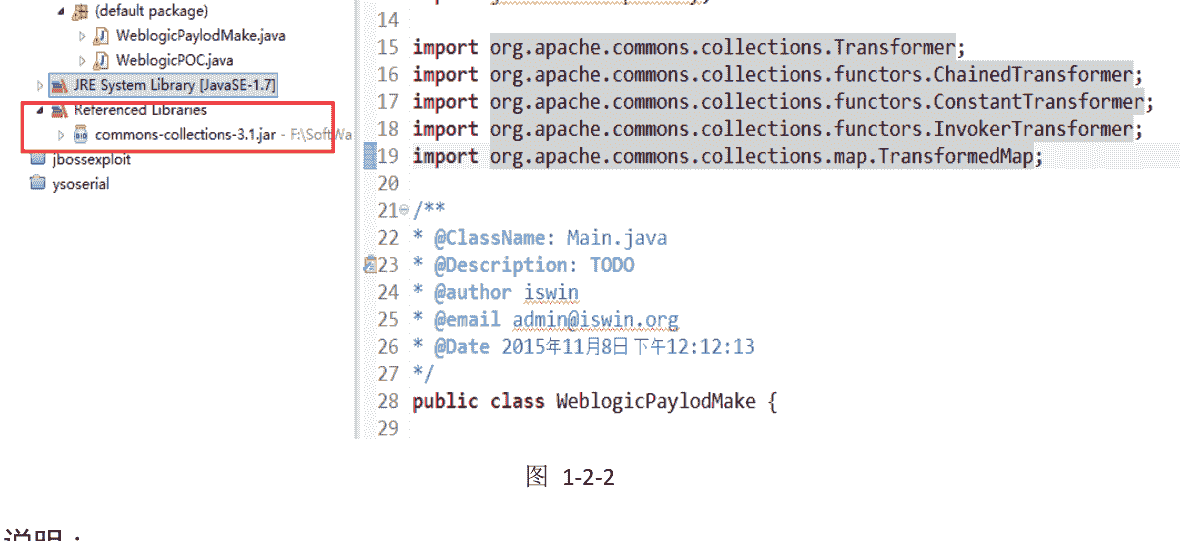 (default package)
WeblogicPaylodMake.java
WeblogicPOC.java
JRE System Library [JavaSE-1.7]
Referenced Libraries
commons-collections-3.1.jar - F:\SoftWa
jbossexploit
ysoserial
14
15 import org.apache.commons.collections.Transformer;
16 import org.apache.commons.collections.functors.ChainedTransformer;
17 import org.apache.commons.collections.functors.ConstantTransformer;
18 import org.apache.commons.collections.functors.InvokerTransformer;
19 import org.apache.commons.collections.map.TransformedMap;
20
21 /**
22 * @ClassName: Main.java
23 * @Description: TODO
24 * @author iswin
25 * @email admin@iswin.org
26 * @Date 2015年11月8日下午12:12:13
27 */
28 public class WeblogicPaylodMake {
29
图 1-2-2
说明：